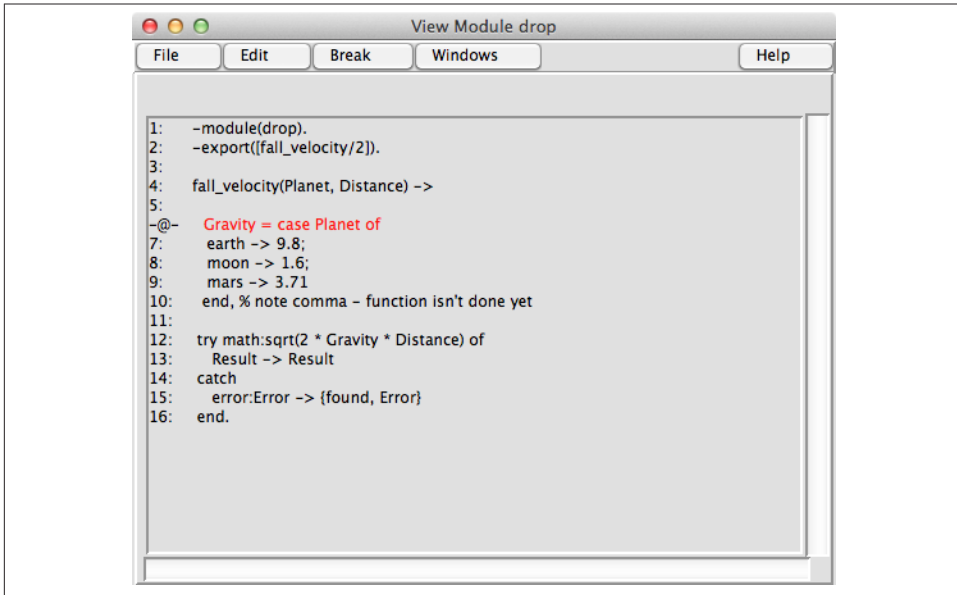 View Module drop
File Edit Break Windows Help
1: -module(drop).
2: -export([fall_velocity/2]).
3:
4: fall_velocity(Planet, Distance) ->
5:
-@- Gravity = case Planet of
7: earth -> 9.8;
8: moon -> 1.6;
9: mars -> 3.71
10: end, % note comma – function isn't done yet
11:
12: try math:sqrt(2 * Gravity * Distance) of
13: Result -> Result
14: catch
15: error:Error -> {found, Error}
16: end.